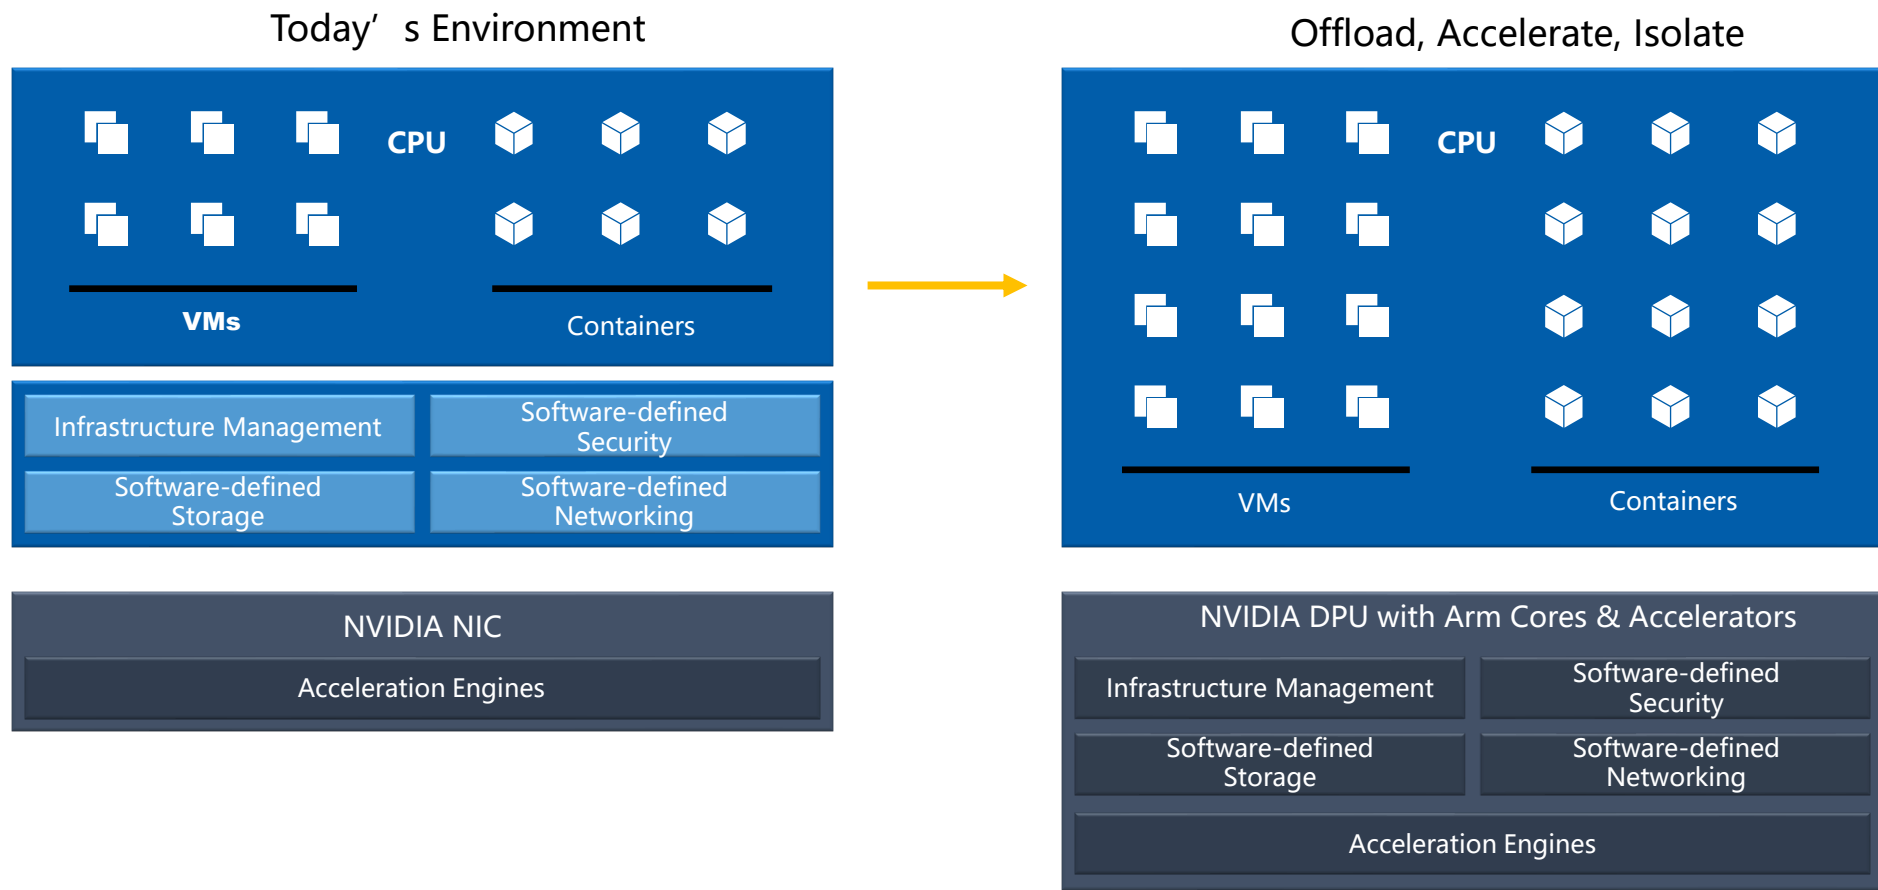 Today’s Environment
CPU
VMs
Containers
Infrastructure Management
Software-defined
Security
Software-defined
Storage
Software-defined
Networking
NVIDIA NIC
Acceleration Engines
Offload, Accelerate, Isolate
CPU
VMs
Containers
NVIDIA DPU with Arm Cores & Accelerators
Infrastructure Management
Software-defined
Security
Software-defined
Storage
Software-defined
Networking
Acceleration Engines